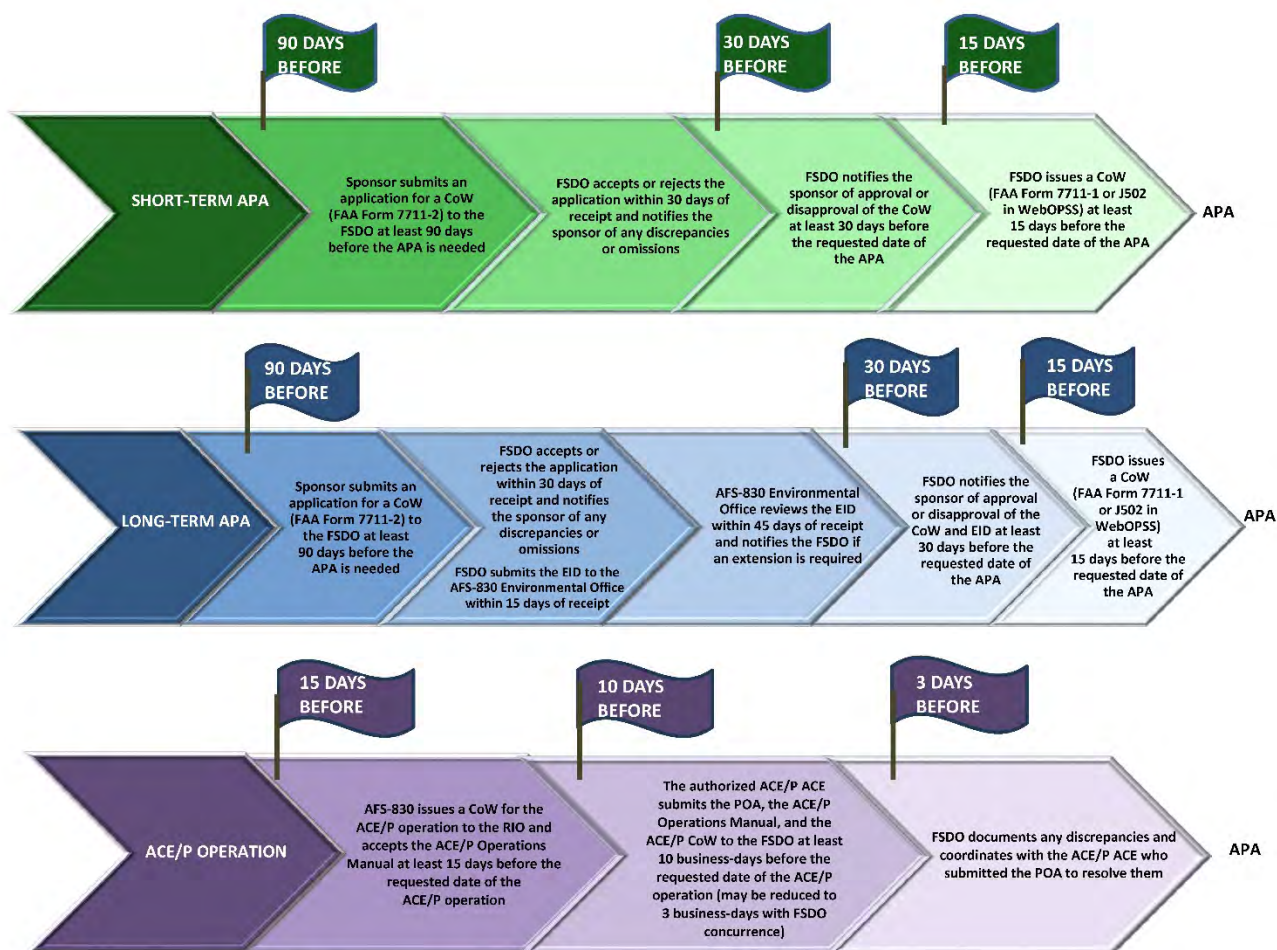 90 DAYS
BEFORE
30 DAYS
BEFORE
15 DAYS
BEFORE
SHORT-TERM APA
Sponsor submits an
application for a CoW
(FAA Form 7711-2) to the
FSDO at least 90 days
before the APA is needed
FSDO accepts or rejects the
application within 30 days of
receipt and notifies the
sponsor of any discrepancies
or omissions
FSDO notifies the
sponsor of approval or
disapproval of the CoW
at least 30 days before
the requested date of
the APA
FSDO issues a CoW
(FAA Form 7711-1 or J502
in WebOPSS) at least
15 days before the
requested date of the APA
APA
90 DAYS
BEFORE
30 DAYS
BEFORE
15 DAYS
BEFORE
LONG-TERM APA
Sponsor submits an
application for a CoW
(FAA Form 7711-2) to
the FSDO at least
90 days before the
APA is needed
FSDO accepts or
rejects the application
within 30 days of
receipt and notifies
the sponsor of any
discrepancies or
omissions
FSDO submits the EID to the
AFS-830 Environmental Office
within 15 days of receipt
AFS-830 Environmental
Office reviews the EID
within 45 days of receipt
and notifies the FSDO if
an extension is required
FSDO notifies the
sponsor of approval
or disapproval of the
CoW and EID at least
30 days before the
requested date of
the APA
FSDO issues
a CoW
(FAA Form 7711-1
or J502 in
WebOPSS)
at least
15 days before the
requested date of
the APA
APA
15 DAYS
BEFORE
10 DAYS
BEFORE
3 DAYS
BEFORE
ACE/P OPERATION
AFS-830 issues a CoW for the
ACE/P operation to the RIO and
accepts the ACE/P Operations
Manual at least 15 days before the
requested date of the
ACE/P operation
The authorized ACE/P ACE
submits the POA, the ACE/P
Operations Manual, and the
ACE/P CoW to the FSDO at least
10 business-days before the
requested date of the ACE/P
operation (may be reduced to
3 business-days with FSDO
concurrence)
FSDO documents any discrepancies and
coordinates with the ACE/P ACE who
submitted the POA to resolve them
APA